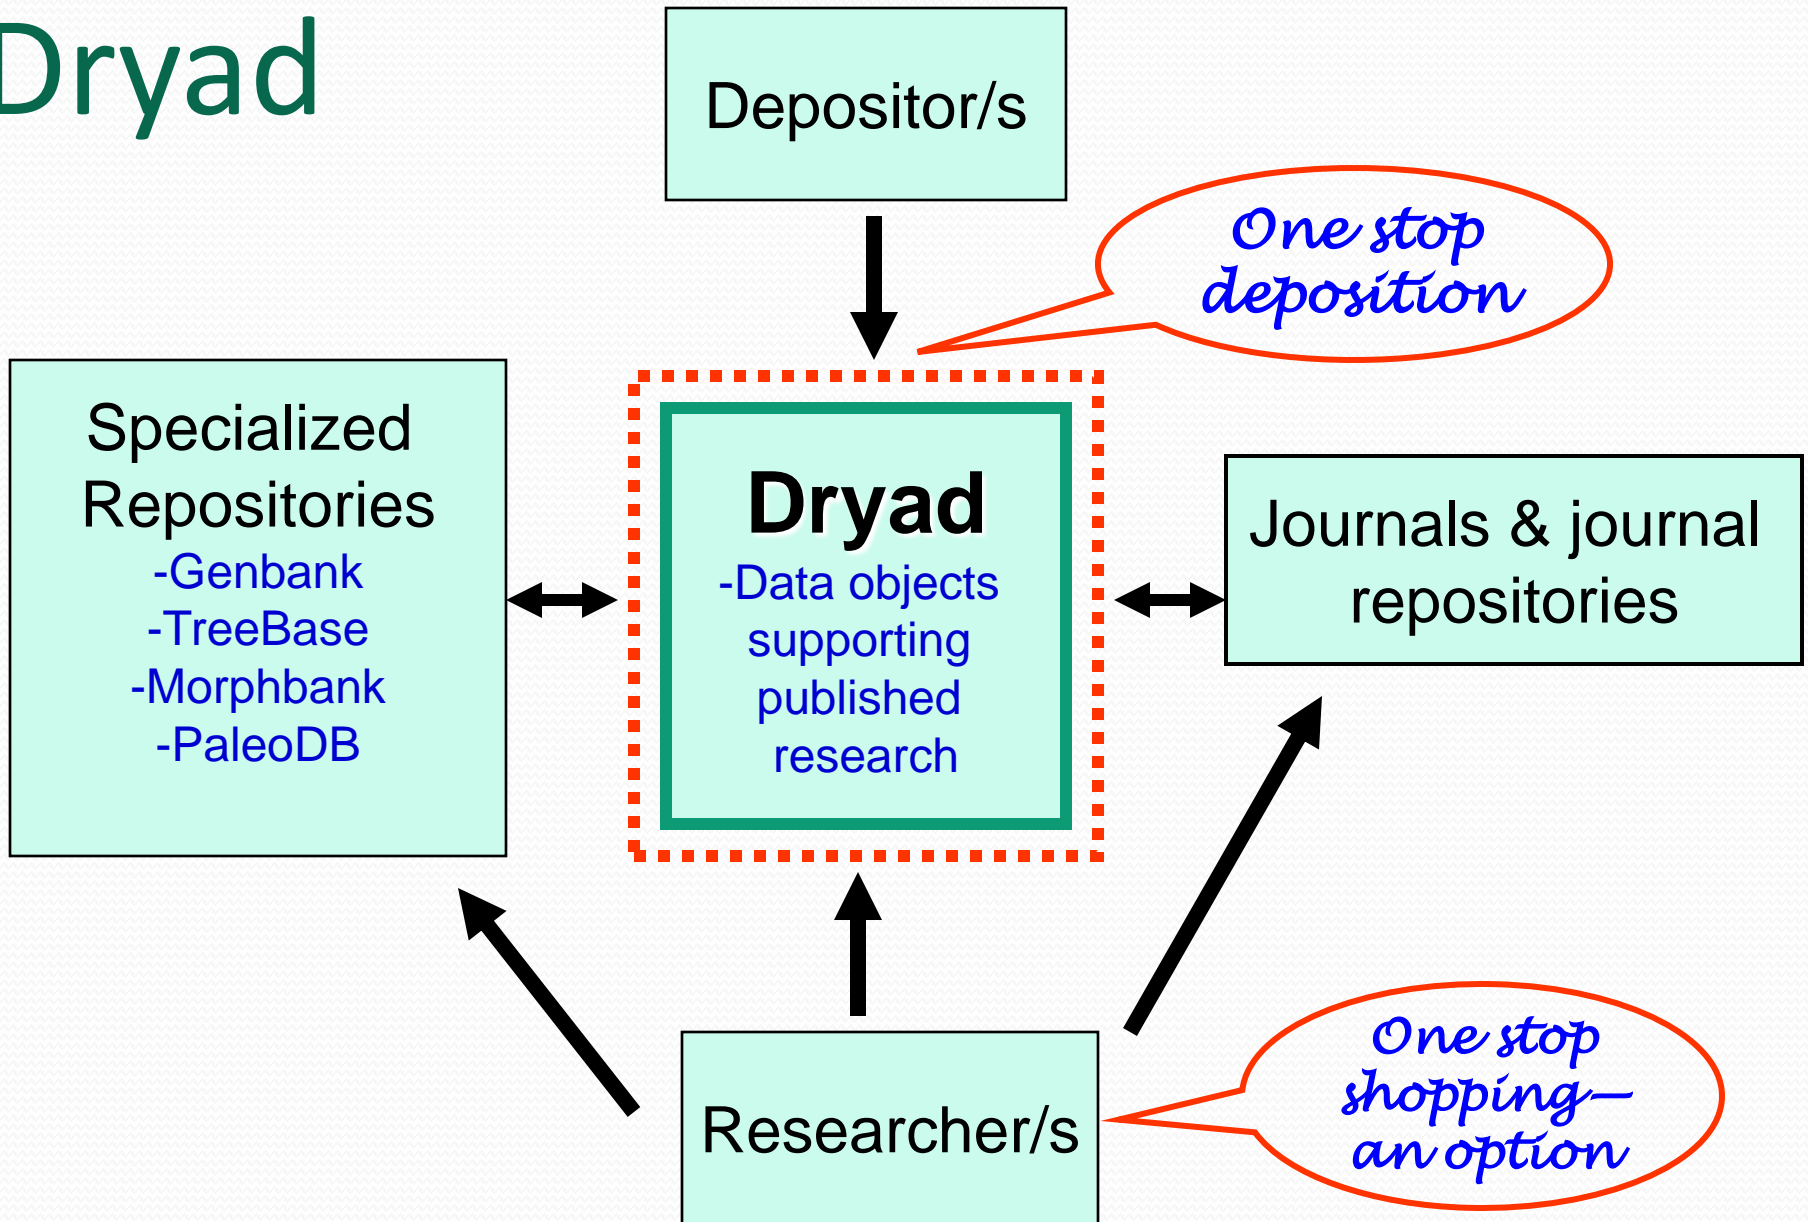 Dryad
Depositor/s
One stop
deposition
Specialized
Repositories
-Genbank
-TreeBase
-Morphbank
-PaleoDB
Dryad
-Data objects
supporting
published
research
Journals & journal
repositories
Researcher/s
One stop
shopping—
an option